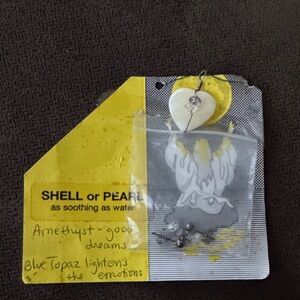 SHELL or PEARL
as soothing as water
Amethyst - good
dreams
Blue Topaz lightens
the emotions